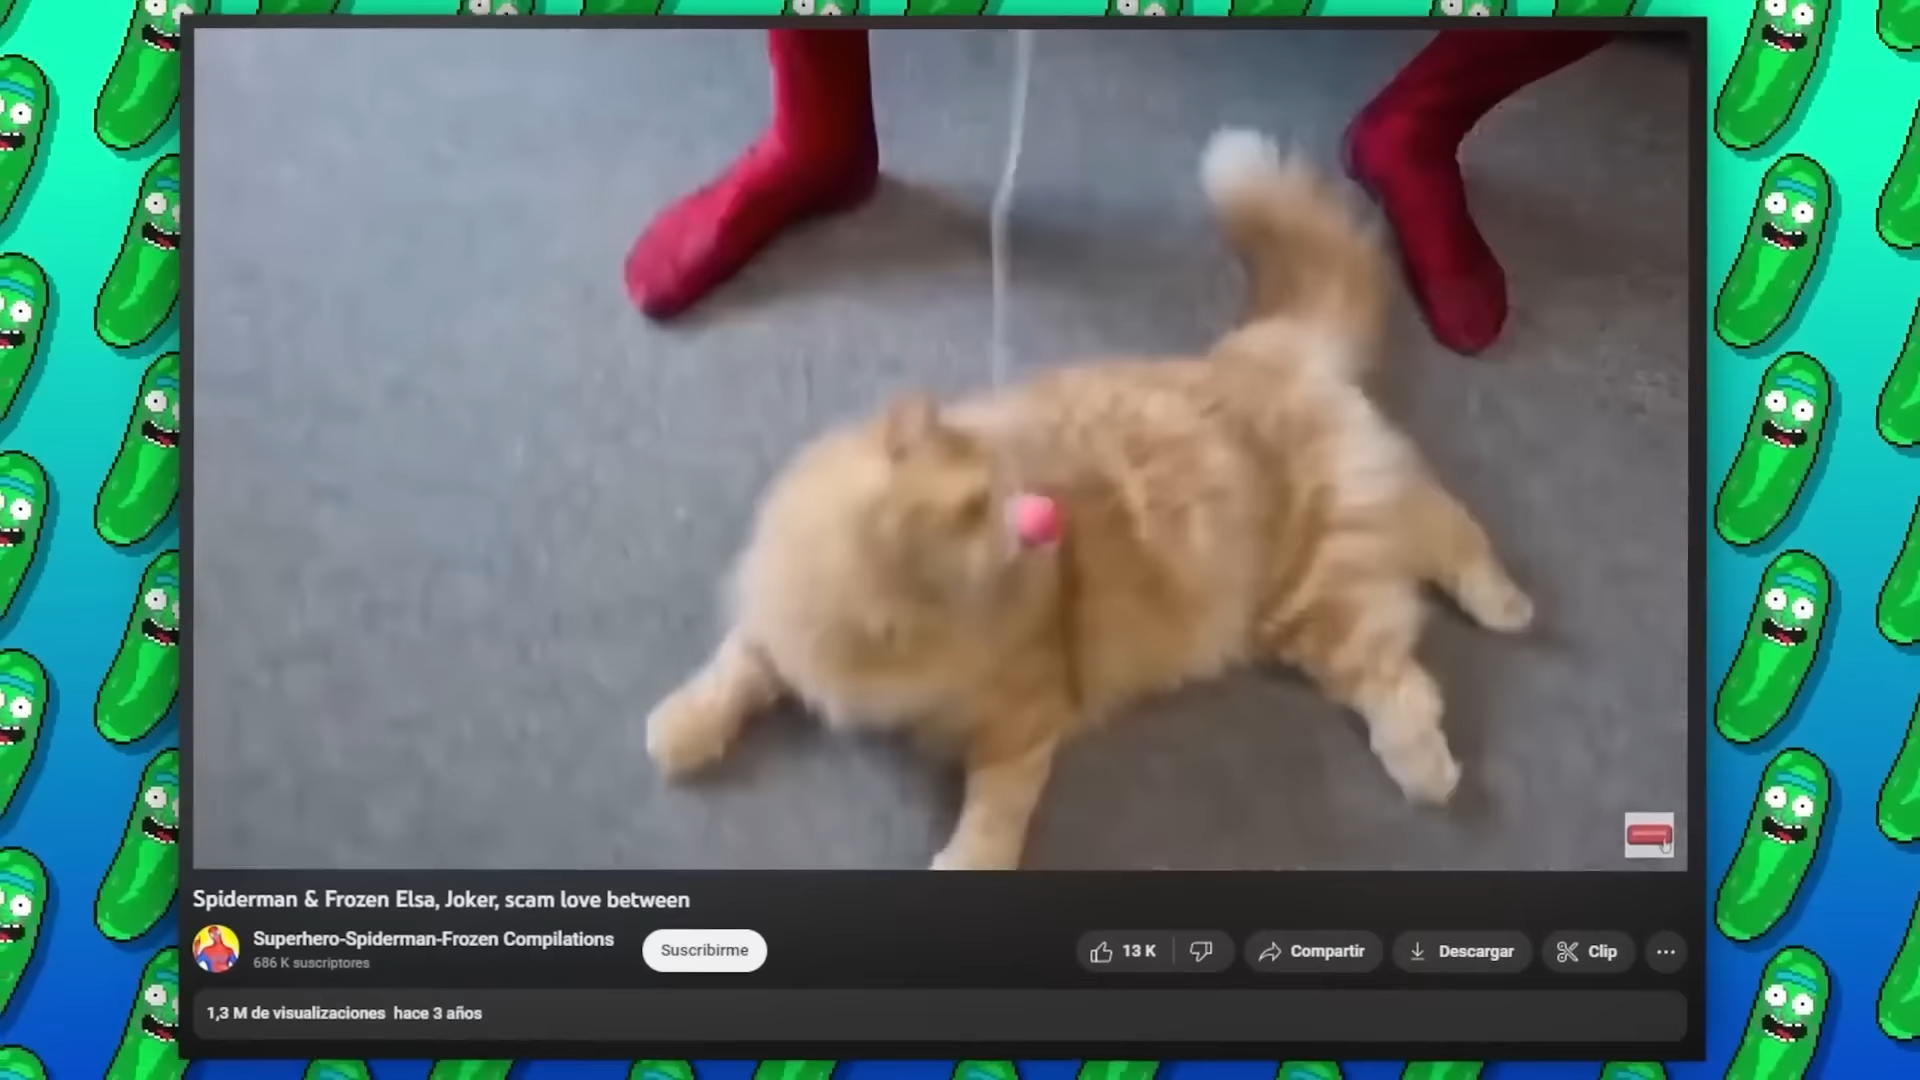 Spiderman & Frozen Elsa, Joker, scam love between
Superhero-Spiderman-Frozen Compilations
686 K suscriptores
Suscribirme
13 K
Compartir
Descargar
Clip
1,3 M de visualizaciones hace 3 años